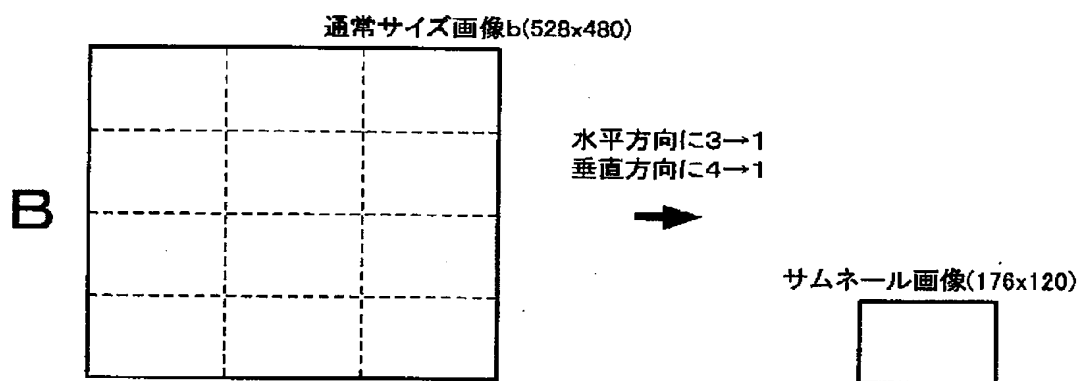 通常サイズ画像b(528x480)
水平方向に3→1
垂直方向に4→1
B
サムネール画像(176x120)